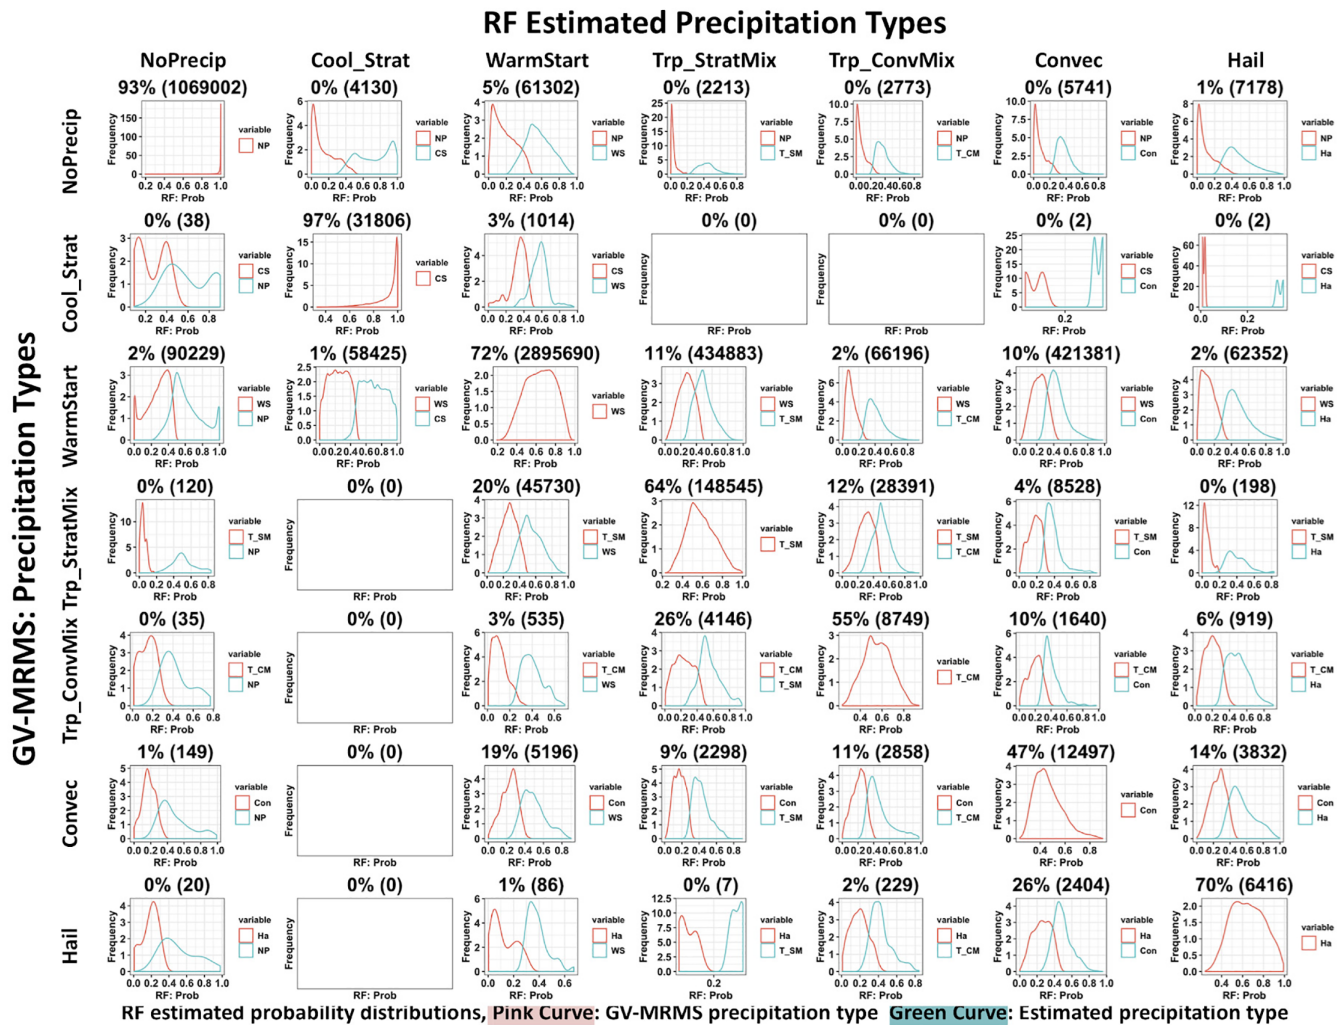 RF Estimated Precipitation Types
NoPrecip Cool_Strat WarmStart Trp_StratMix Trp_ConvMix Convec Hail
GV-MRMS: Precipitation Types
NoPrecip
93% (1069002) 0% (4130) 5% (61302) 0% (2213) 0% (2773) 0% (5741) 1% (7178)
Cool_Strat
0% (38) 97% (31806) 3% (1014) 0% (0) 0% (0) 0% (2) 0% (2)
WarmStart
2% (90229) 1% (58425) 72% (2895690) 11% (434883) 2% (66196) 10% (421381) 2% (62352)
Trp_StratMix
0% (120) 0% (0) 20% (45730) 64% (148545) 12% (28391) 4% (8528) 0% (198)
Trp_ConvMix
0% (35) 0% (0) 3% (535) 26% (4146) 55% (8749) 10% (1640) 6% (919)
Convec
1% (149) 0% (0) 19% (5196) 9% (2298) 11% (2858) 47% (12497) 14% (3832)
Hail
0% (20) 0% (0) 1% (86) 0% (7) 2% (229) 26% (2404) 70% (6416)
Frequency
RF: Prob
variable
NP
CS
WS
T_SM
T_CM
Con
Ha
RF estimated probability distributions, Pink Curve: GV-MRMS precipitation type Green Curve: Estimated precipitation type